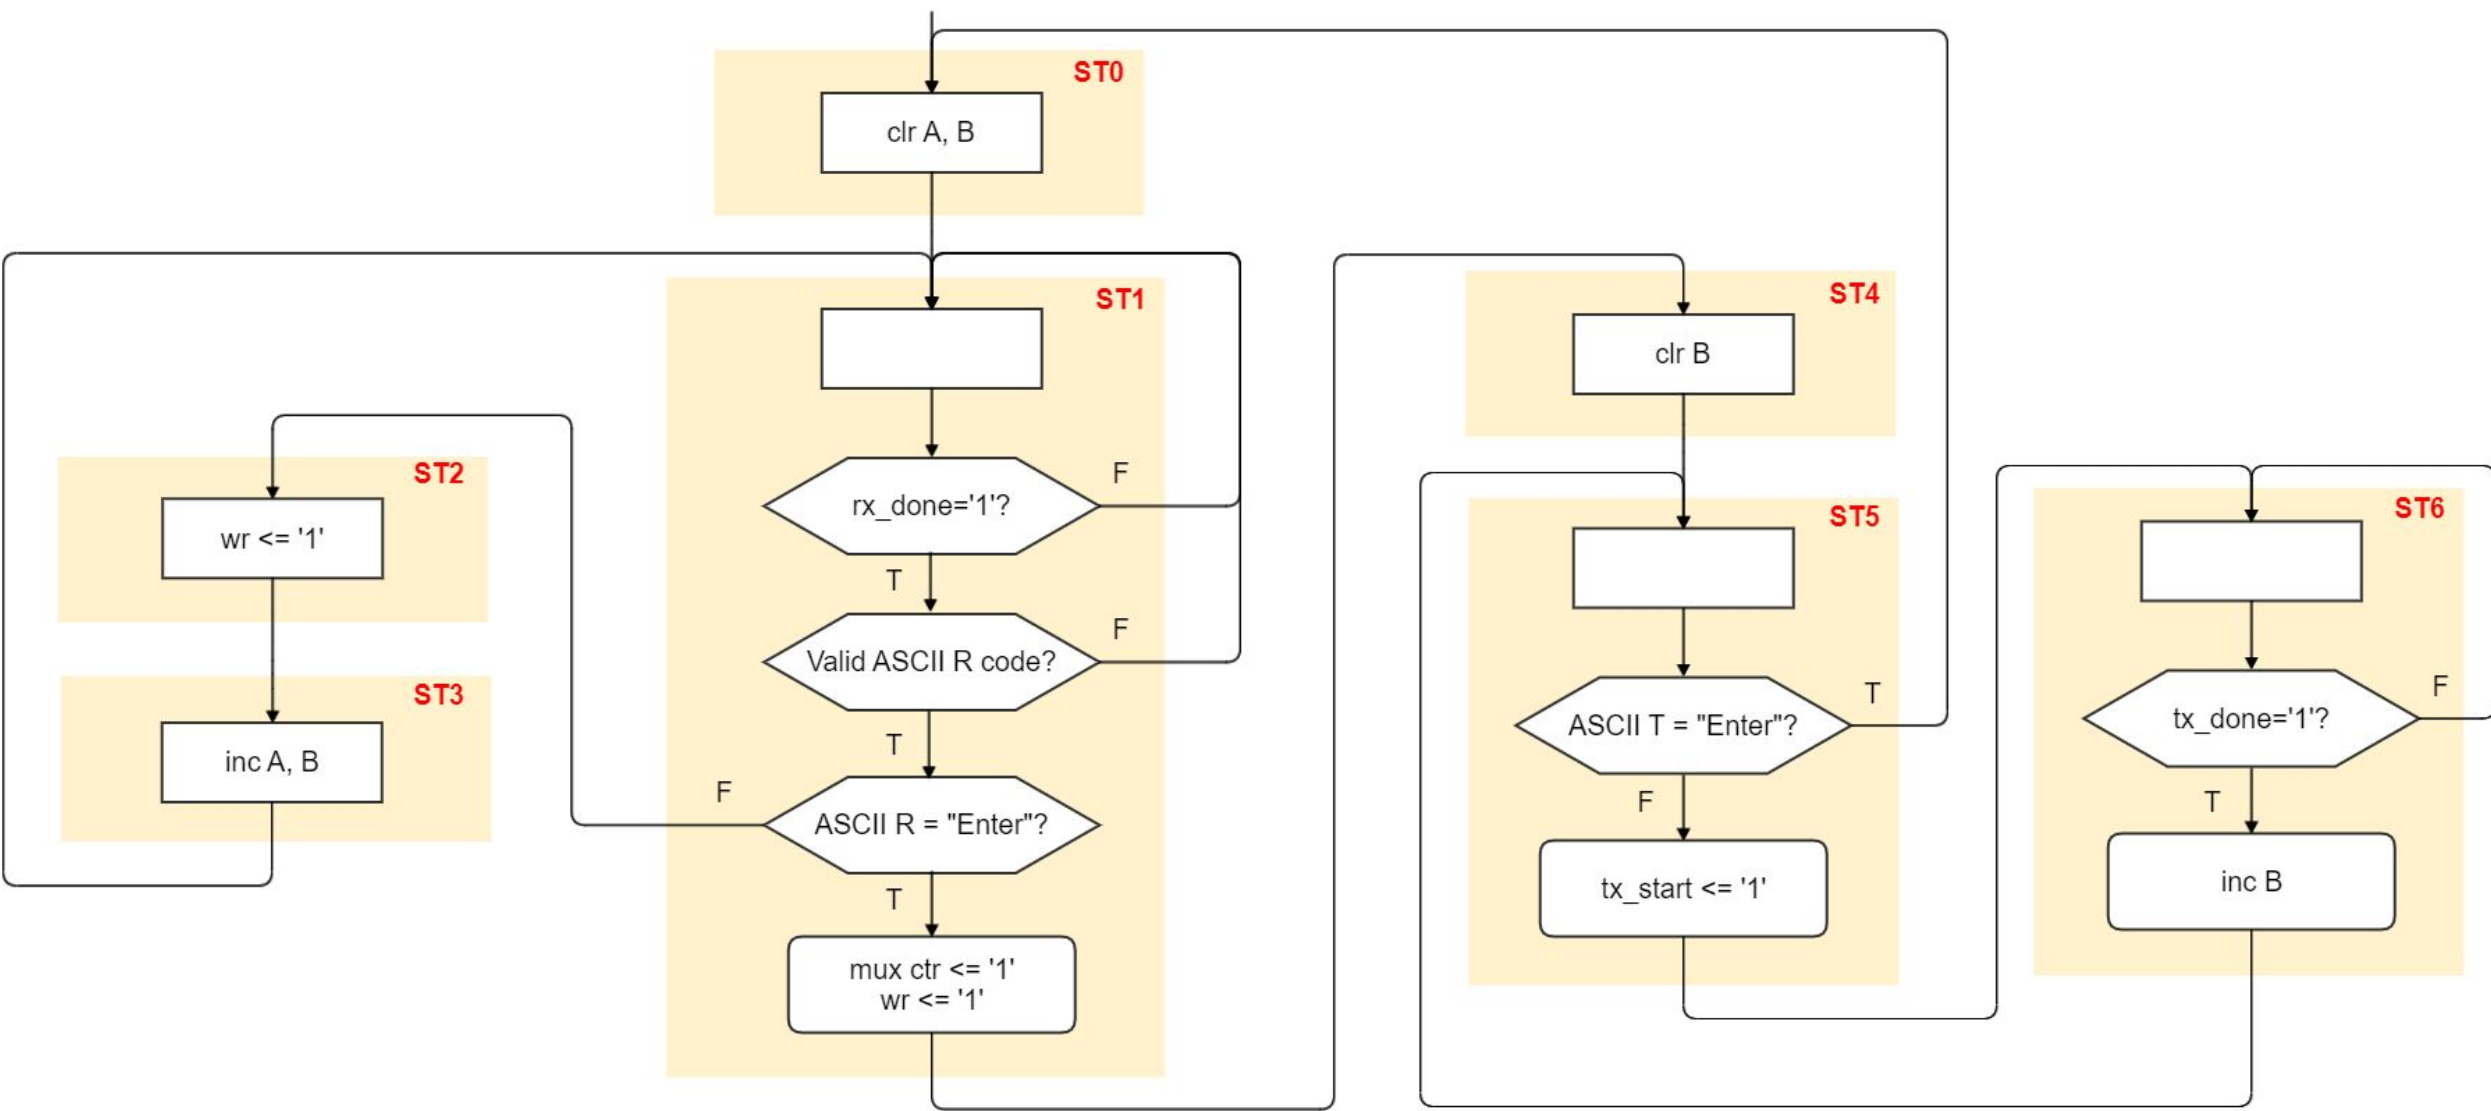 ST0
clr A, B
ST1
rx_done='1'?
F
T
Valid ASCII R code?
F
T
ASCII R = "Enter"?
F
T
mux ctr <= '1'
wr <= '1'
ST2
wr <= '1'
ST3
inc A, B
ST4
clr B
ST5
ASCII T = "Enter"?
T
F
tx_start <= '1'
ST6
tx_done='1'?
F
T
inc B